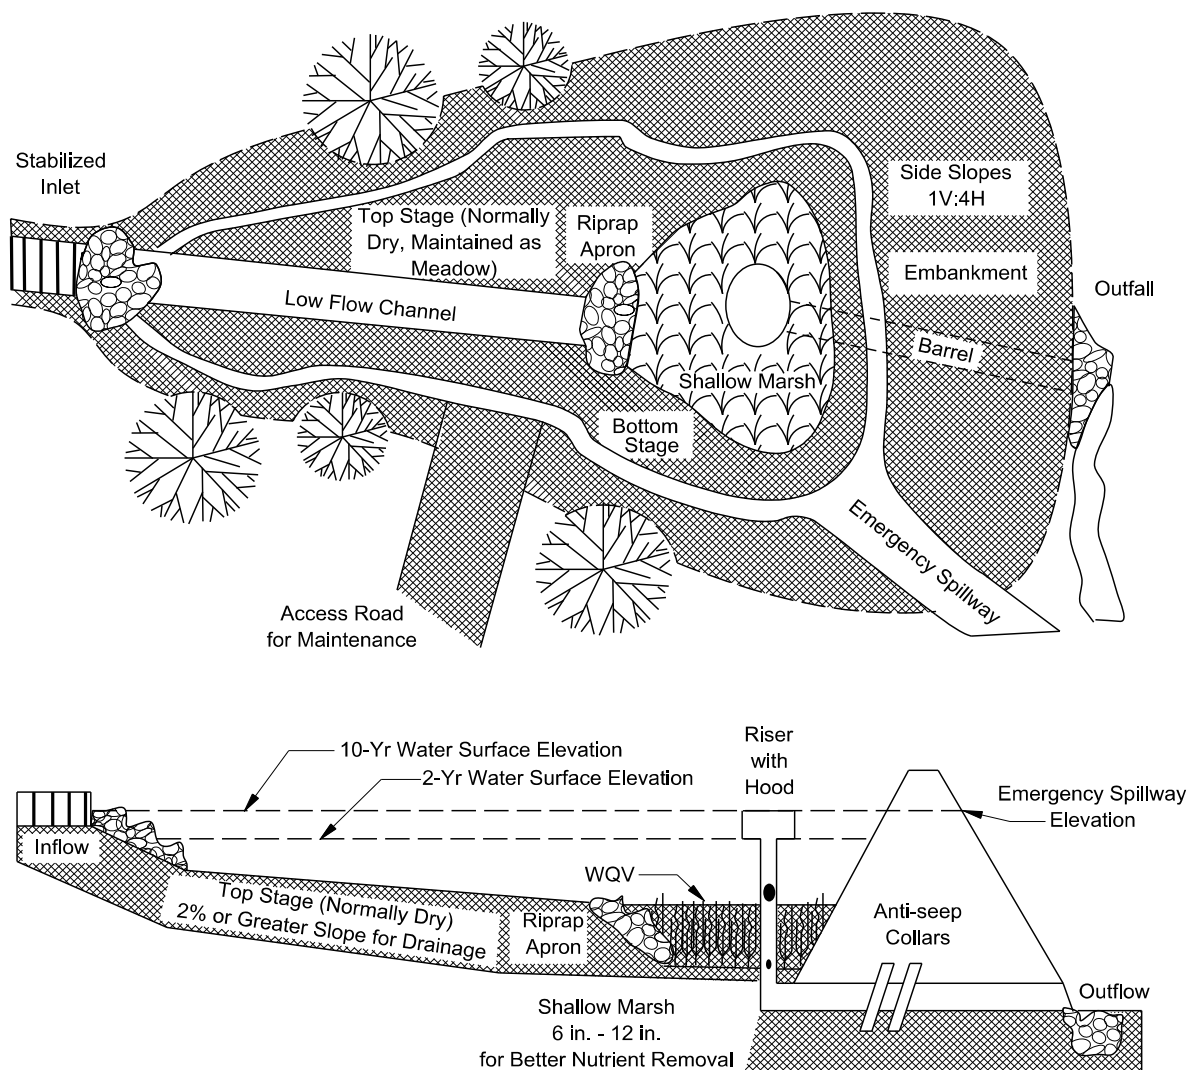 Stabilized
Inlet
Top Stage (Normally
Dry, Maintained as
Meadow)
Riprap
Apron
Side Slopes
1V:4H
Embankment
Low Flow Channel
Outfall
Barrel
Shallow Marsh
Bottom
Stage
Emergency Spillway
Access Road
for Maintenance
10-Yr Water Surface Elevation
2-Yr Water Surface Elevation
Riser
with
Hood
Emergency Spillway
Elevation
Inflow
WQV
Top Stage (Normally Dry)
2% or Greater Slope for Drainage
Riprap
Apron
Anti-seep
Collars
Outflow
Shallow Marsh
6 in. - 12 in.
for Better Nutrient Removal